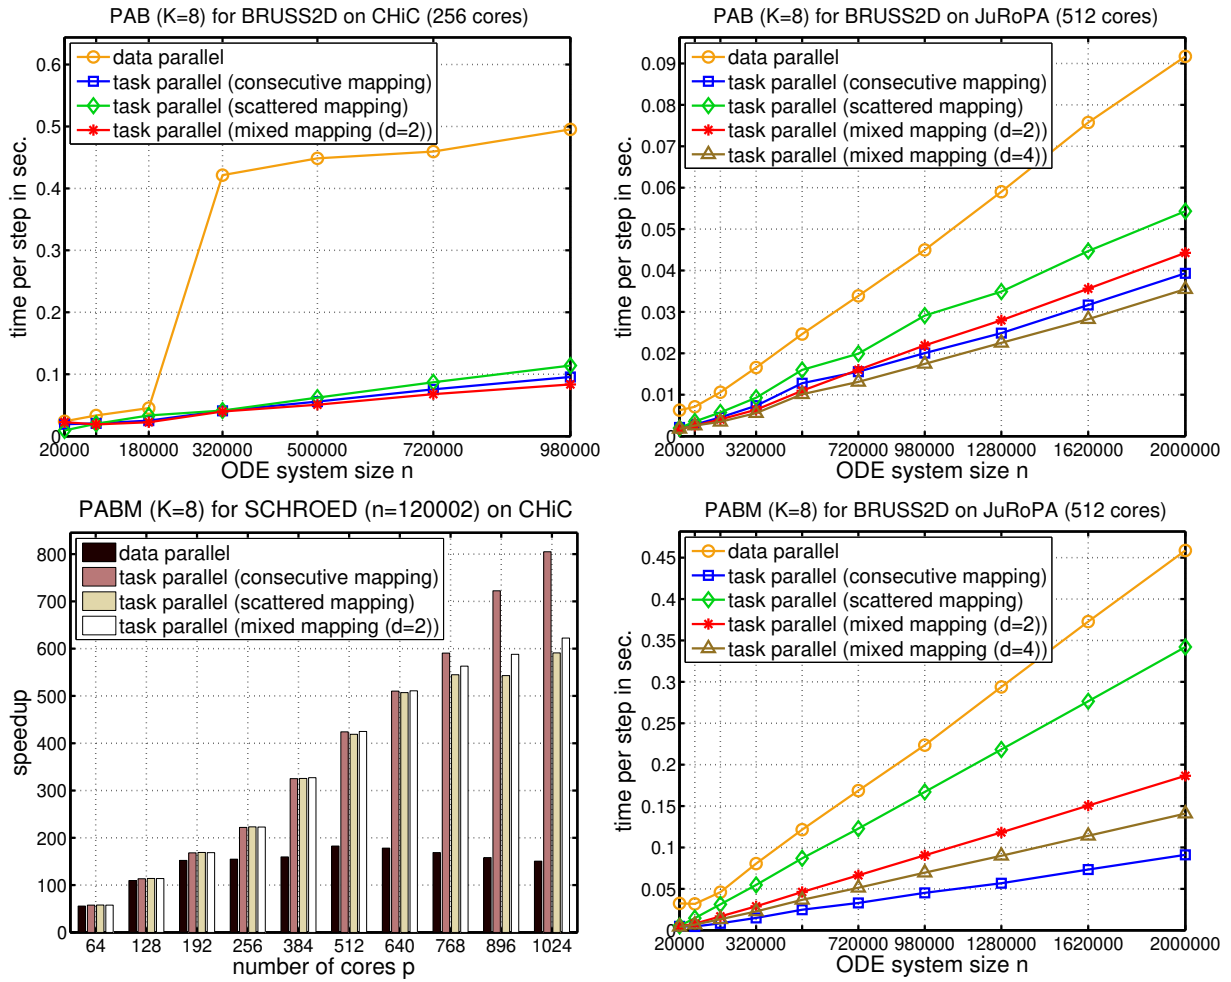 PAB (K=8) for BRUSS2D on CHiC (256 cores)
data parallel
task parallel (consecutive mapping)
task parallel (scattered mapping)
task parallel (mixed mapping (d=2))
time per step in sec.
0.6
0.5
0.4
0.3
0.2
0.1
0
20000 180000 320000 500000 720000 980000
ODE system size n
PAB (K=8) for BRUSS2D on JuRoPA (512 cores)
data parallel
task parallel (consecutive mapping)
task parallel (scattered mapping)
task parallel (mixed mapping (d=2))
task parallel (mixed mapping (d=4))
time per step in sec.
0.09
0.08
0.07
0.06
0.05
0.04
0.03
0.02
0.01
0
20000 320000 720000 980000 1280000 1620000 2000000
ODE system size n
PABM (K=8) for SCHROED (n=120002) on CHiC
data parallel
task parallel (consecutive mapping)
task parallel (scattered mapping)
task parallel (mixed mapping (d=2))
speedup
800
700
600
500
400
300
200
100
0
64 128 192 256 384 512 640 768 896 1024
number of cores p
PABM (K=8) for BRUSS2D on JuRoPA (512 cores)
data parallel
task parallel (consecutive mapping)
task parallel (scattered mapping)
task parallel (mixed mapping (d=2))
task parallel (mixed mapping (d=4))
time per step in sec.
0.45
0.4
0.35
0.3
0.25
0.2
0.15
0.1
0.05
0
20000 320000 720000 980000 1280000 1620000 2000000
ODE system size n